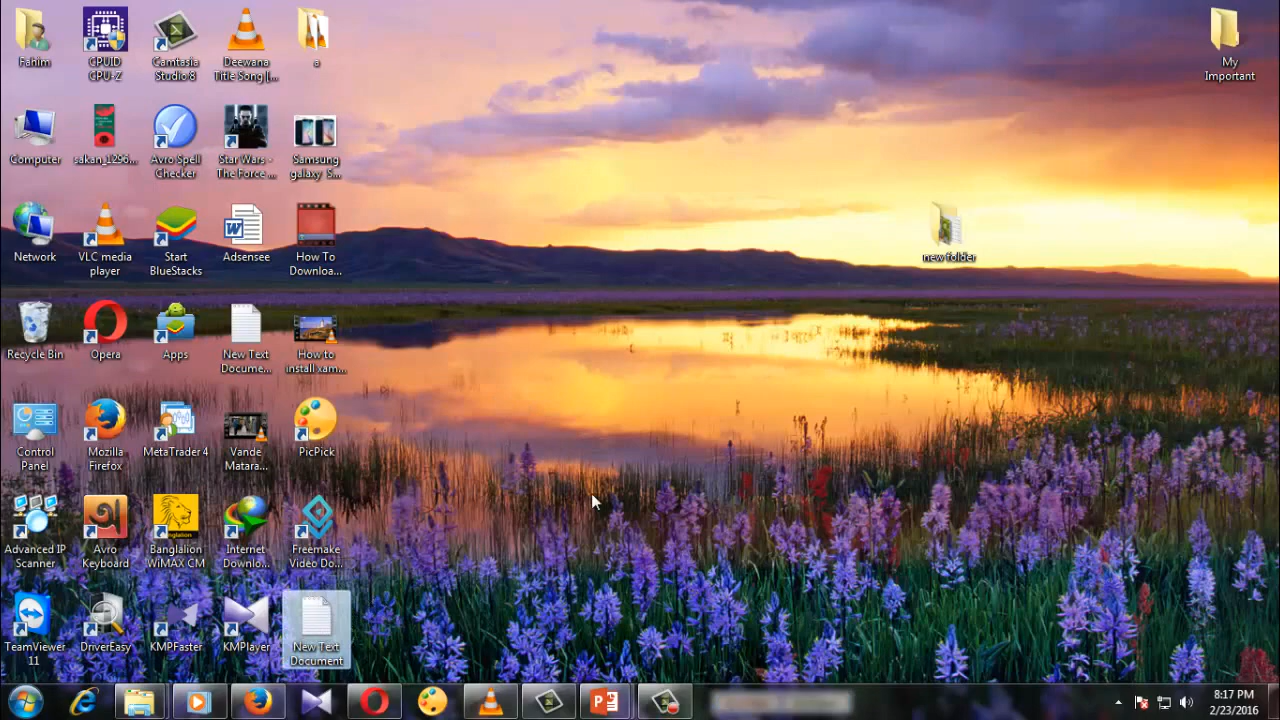 Fahim
CPUID
CPU-Z
Camtasia
Studio 8
Deewana
Title Song [...
a
My
Important
Computer
sakan_1296...
Avro Spell
Checker
Star Wars -
The Force ...
Samsung
galaxy S...
Network
VLC media
player
Start
BlueStacks
W
Adsensee
How To
Downloa...
new folder
Recycle Bin
Opera
Apps
New Text
Docume...
How to
install xam...
Control
Panel
Mozilla
Firefox
MetaTrader 4
Vande
Matara...
PicPick
Advanced IP
Scanner
Avro
Keyboard
Banglalion
WiMAX CM
Internet
Downlo...
Freemake
Video Do...
TeamViewer
11
DriverEasy
KMPFaster
KMPlayer
New Text
Document
8:17 PM
2/23/2016